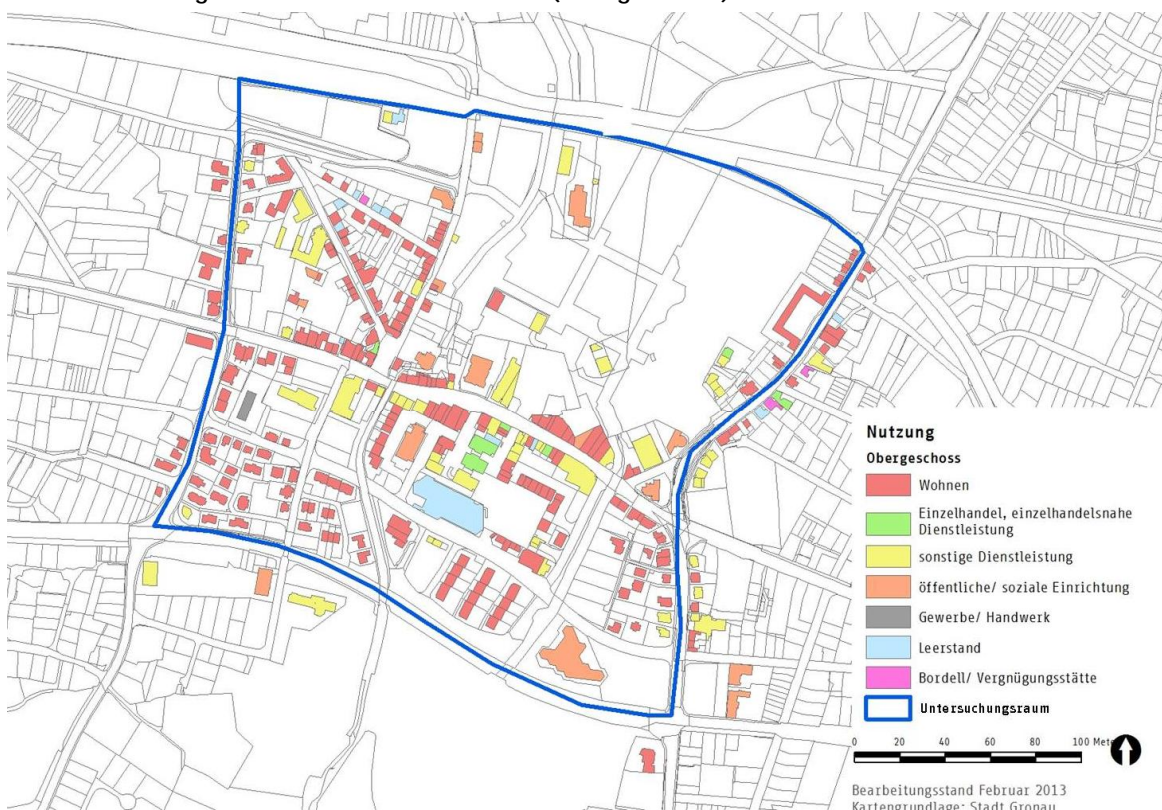 Nutzung
Obergeschoss
Wohnen
Einzelhandel, einzelhandelsnahe
Dienstleistung
sonstige Dienstleistung
öffentliche/ soziale Einrichtung
Gewerbe/ Handwerk
Leerstand
Bordell/ Vergnügungsstätte
Untersuchungsraum
0 20 40 60 80 100 Meter
Bearbeitungsstand Februar 2013
Kartengrundlage: Stadt Gronau